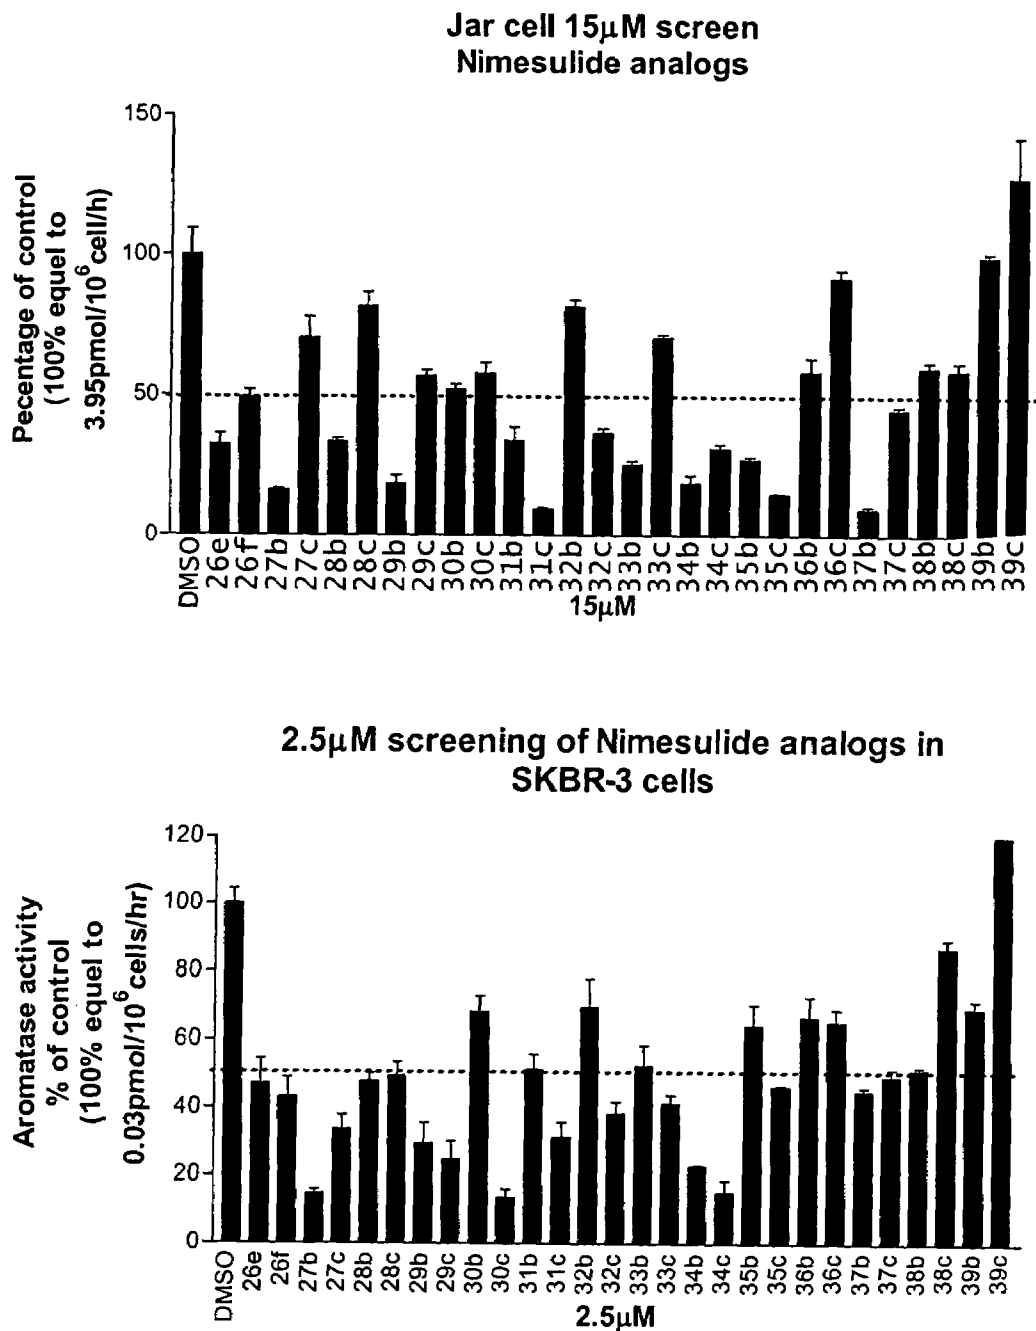 Jar cell 15µM screen
Nimesulide analogs
Pecentage of control
(100% equel to
3.95pmol/10⁶cell/h)
150
100
50
0
DMSO 26e 26f 27b 27c 28b 28c 29b 29c 30b 30c 31b 31c 32b 32c 33b 33c 34b 34c 35b 35c 36b 36c 37b 37c 38b 38c 39b 39c
15µM
2.5µM screening of Nimesulide analogs in
SKBR-3 cells
Aromatase activity
% of control
(100% equel to
0.03pmol/10⁶cells/hr)
120
100
80
60
40
20
0
DMSO 26e 26f 27b 27c 28b 28c 29b 29c 30b 30c 31b 31c 32b 32c 33b 33c 34b 34c 35b 35c 36b 36c 37b 37c 38b 38c 39b 39c
2.5µM